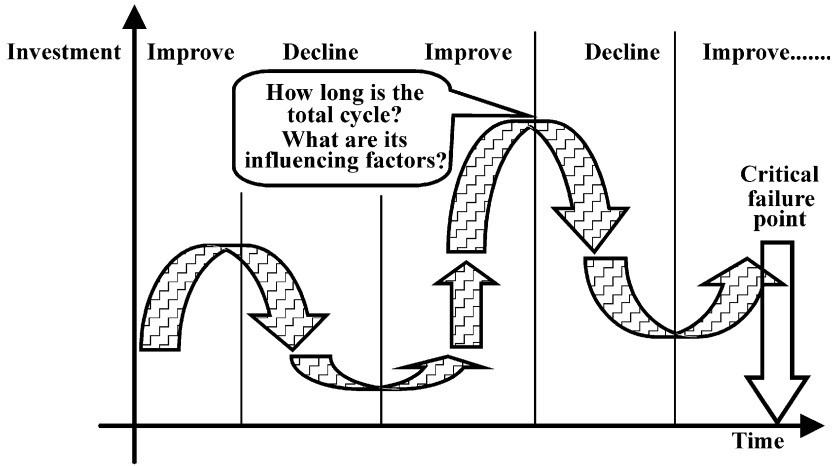 Investment Improve Decline Improve Decline Improve.......
How long is the
total cycle?
What are its
influencing factors?
Critical
failure
point
Time